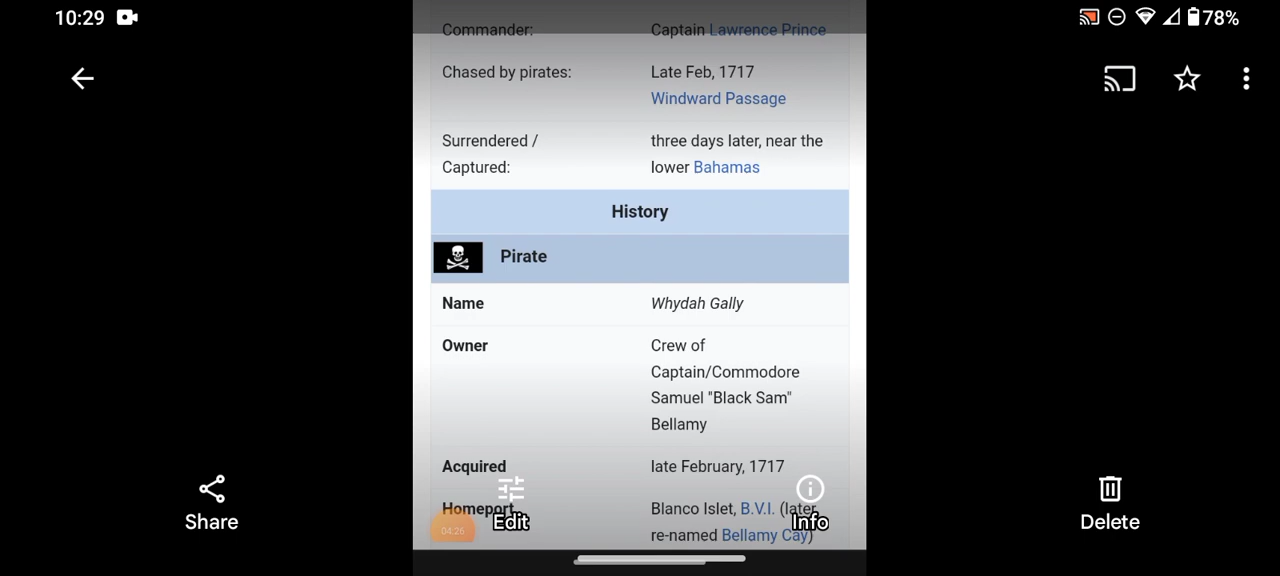 10:29
78%
Commander: Captain Lawrence Prince
Chased by pirates: Late Feb, 1717
Windward Passage
Surrendered / three days later, near the
Captured: lower Bahamas
History
Pirate
Name Whydah Gally
Owner Crew of
Captain/Commodore
Samuel "Black Sam"
Bellamy
Acquired late February, 1717
Homeport Blanco Islet, B.V.I. (later
re-named Bellamy Cay)
04:26
Share
Edit
Info
Delete